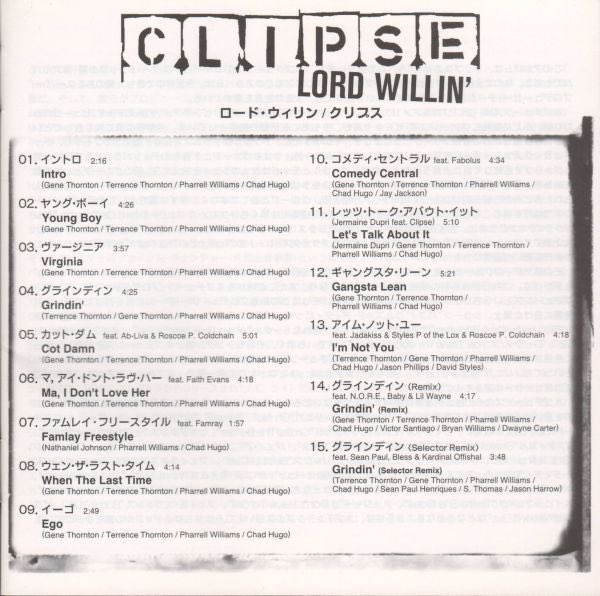 CLIPSE
LORD WILLIN'
ロード・ウィリン / クリプス
01. イントロ 2:16
Intro
(Gene Thornton / Terrence Thornton / Pharrell Williams / Chad Hugo)
02. ヤング・ボーイ 4:26
Young Boy
(Gene Thornton / Terrence Thornton / Pharrell Williams / Chad Hugo)
03. ヴァージニア 3:57
Virginia
(Gene Thornton / Terrence Thornton / Pharrell Williams / Chad Hugo)
04. グラインディン 4:25
Grindin'
(Terrence Thornton / Gene Thornton / Pharrell Williams / Chad Hugo)
05. カット・ダム feat. Ab-Liva & Roscoe P. Coldchain 5:01
Cot Damn
(Gene Thornton / Terrence Thornton / Pharrell Williams / Chad Hugo)
06. マ, アイ・ドント・ラヴ・ハー feat. Faith Evans 4:18
Ma, I Don't Love Her
(Gene Thornton / Terrence Thornton / Pharrell Williams / Chad Hugo)
07. ファムレイ・フリースタイル feat. Famray 1:57
Famlay Freestyle
(Nathaniel Johnson / Pharrell Williams / Chad Hugo)
08. ウェン・ザ・ラスト・タイム 4:14
When The Last Time
(Gene Thornton / Terrence Thornton / Pharrell Williams / Chad Hugo)
09. イーゴ 2:49
Ego
(Gene Thornton / Terrence Thornton / Pharrell Williams / Chad Hugo)
10. コメディ・セントラル feat. Fabolus 4:34
Comedy Central
(Gene Thornton / Terrence Thornton / Pharrell Williams /
Chad Hugo / Jay Jackson)
11. レッツ・トーク・アバウト・イット
(Jermaine Dupri feat. Clipse) 5:10
Let's Talk About It
(Jermaine Dupri / Gene Thornton / Terrence Thornton /
Pharrell Williams / Chad Hugo)
12. ギャングスタ・リーン 5:21
Gangsta Lean
(Gene Thornton / Terrence Thornton /
Pharrell Williams / Chad Hugo)
13. アイム・ノット・ユー
feat. Jadakiss & Styles P of the Lox & Roscoe P. Coldchain 4:18
I'm Not You
(Terrence Thornton / Gene Thornton / Pharrell Williams /
Chad Hugo / Jason Phillips / David Styles)
14. グラインディン (Remix)
feat. N.O.R.E., Baby & Lil Wayne 4:17
Grindin' (Remix)
(Gene Thornton / Terrence Thornton / Pharrell Williams /
Chad Hugo / Victor Santiago / Bryan Williams / Dwayne Carter)
15. グラインディン (Selector Remix)
feat. Sean Paul, Bless & Kardinal Offishal 3:48
Grindin' (Selector Remix)
(Terrence Thornton / Gene Thornton / Pharrell Williams /
Chad Hugo / Sean Paul Henriques / S. Thomas / Jason Harrow)